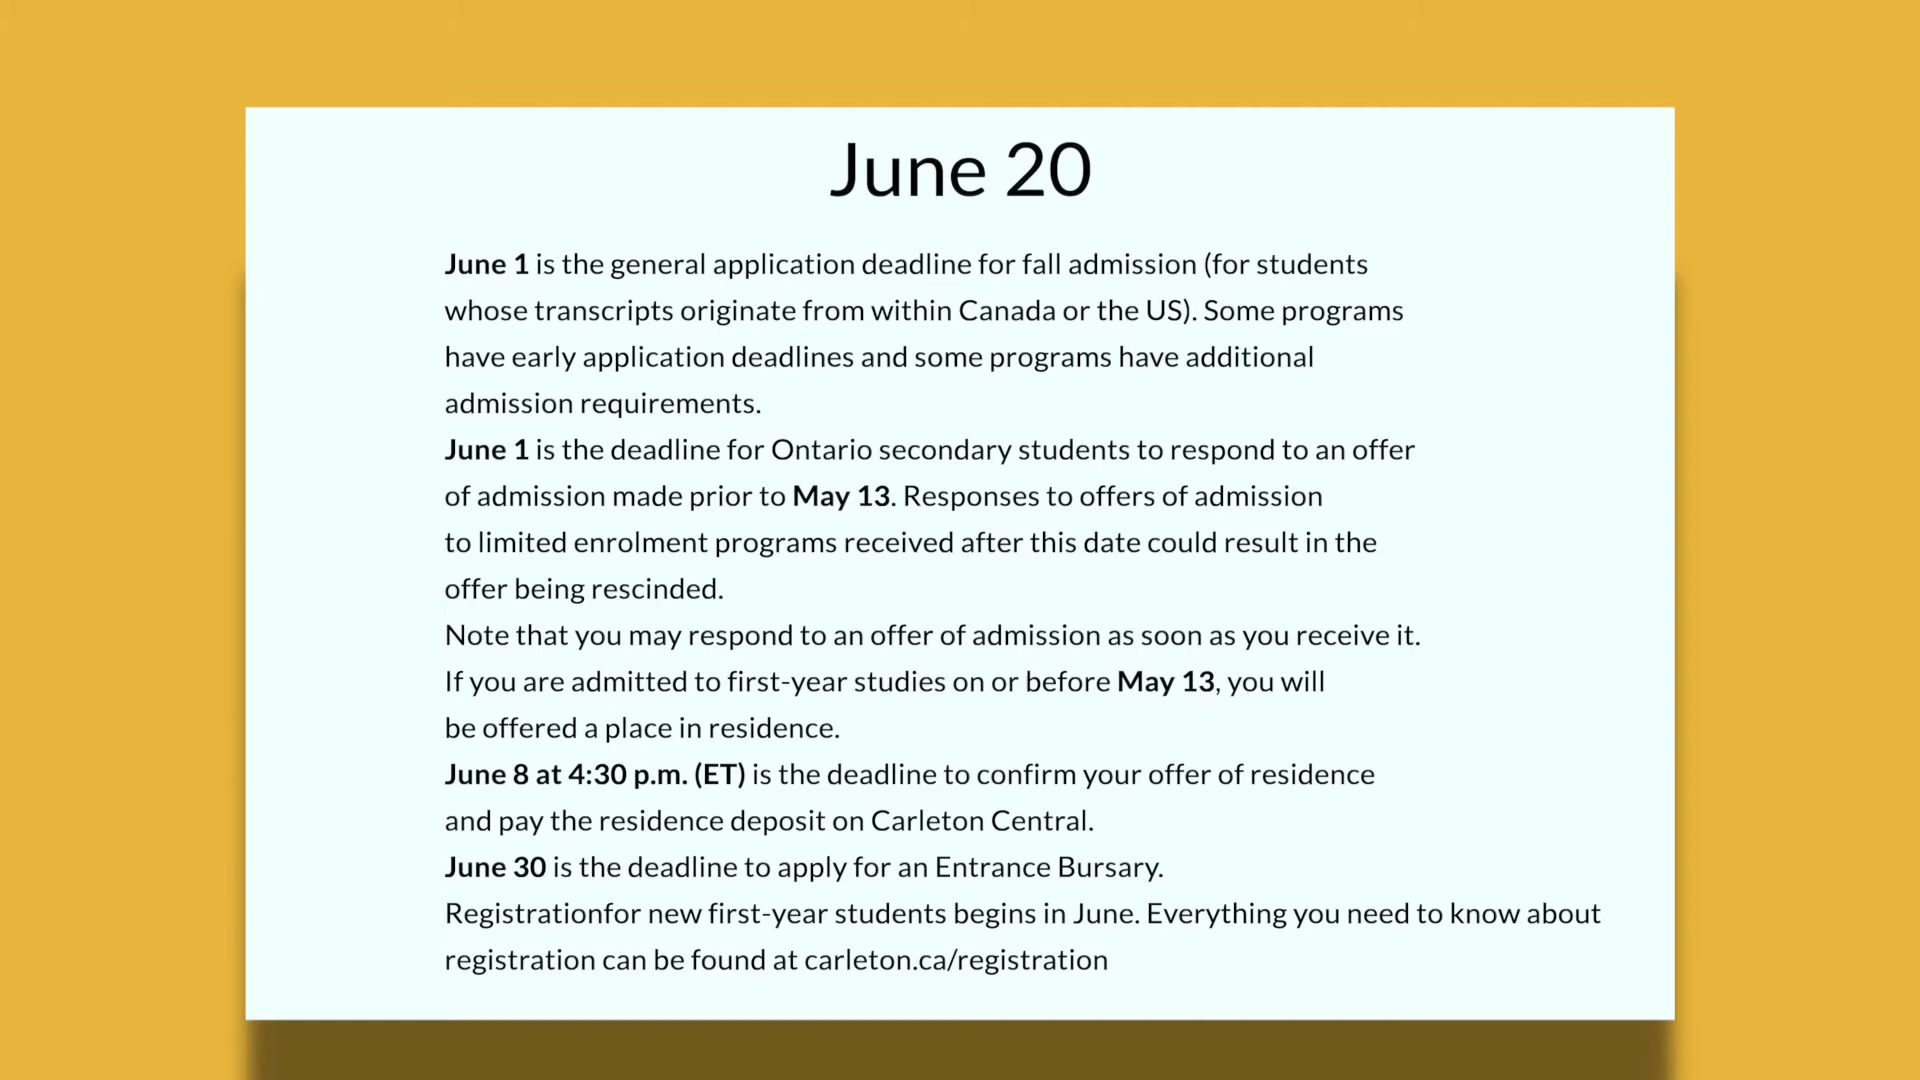 June 20
June 1 is the general application deadline for fall admission (for students
whose transcripts originate from within Canada or the US). Some programs
have early application deadlines and some programs have additional
admission requirements.
June 1 is the deadline for Ontario secondary students to respond to an offer
of admission made prior to May 13. Responses to offers of admission
to limited enrolment programs received after this date could result in the
offer being rescinded.
Note that you may respond to an offer of admission as soon as you receive it.
If you are admitted to first-year studies on or before May 13, you will
be offered a place in residence.
June 8 at 4:30 p.m. (ET) is the deadline to confirm your offer of residence
and pay the residence deposit on Carleton Central.
June 30 is the deadline to apply for an Entrance Bursary.
Registrationfor new first-year students begins in June. Everything you need to know about
registration can be found at carleton.ca/registration